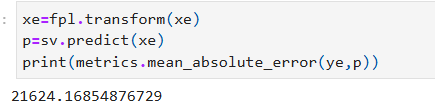 :
xe=fpl.transform(xe)
p=sv.predict(xe)
print(metrics.mean_absolute_error(ye,p))
21624.16854876729